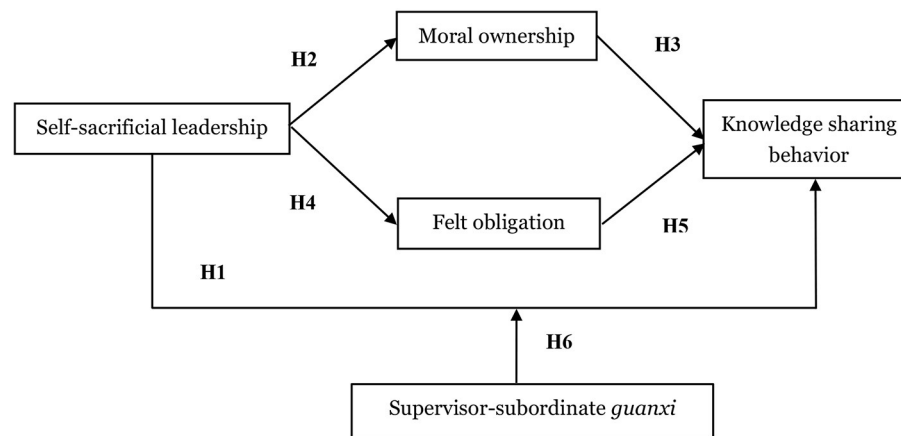 Moral ownership
H2
H3
Self-sacrificial leadership
Knowledge sharing
behavior
H4
Felt obligation
H5
H1
H6
Supervisor-subordinate guanxi